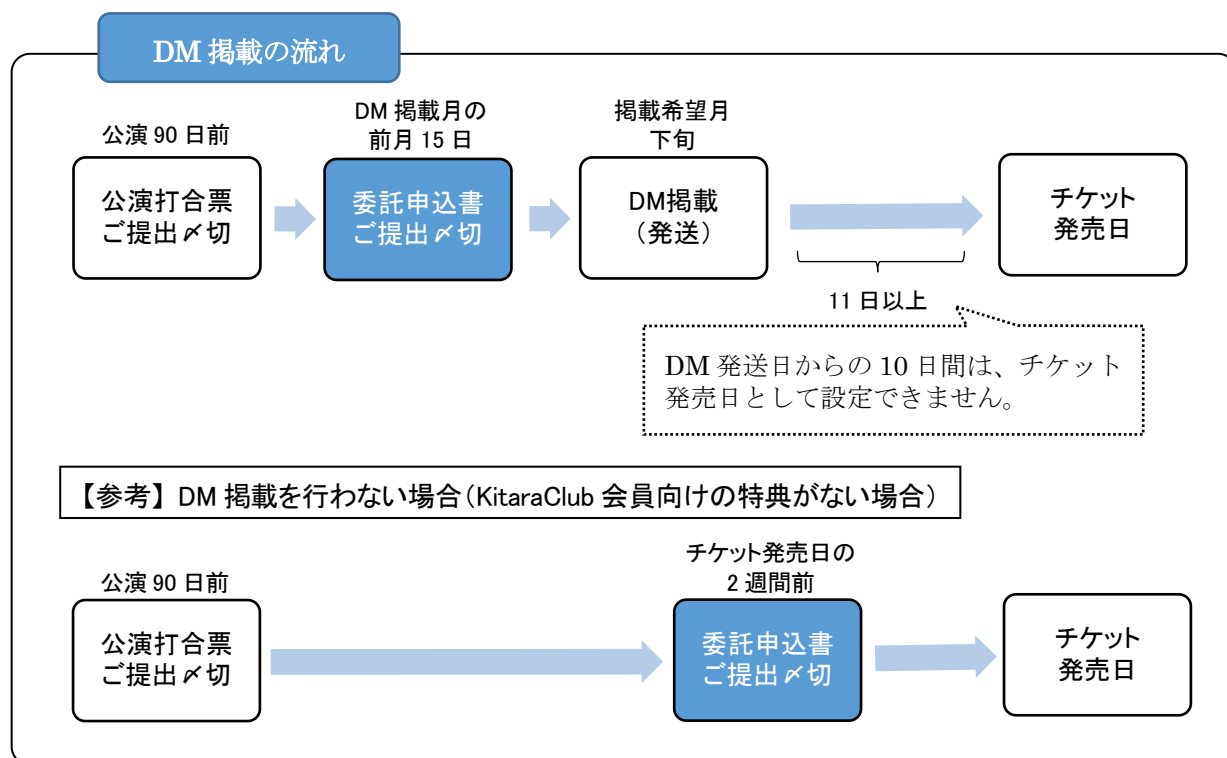 DM 掲載の流れ
公演 90 日前
公演打合票
ご提出〆切
DM 掲載月の
前月 15 日
委託申込書
ご提出〆切
掲載希望月
下旬
DM掲載
（発送）
チケット
発売日
11 日以上
DM 発送日からの 10 日間は、チケット
発売日として設定できません。
【参考】 DM 掲載を行わない場合（KitaraClub 会員向けの特典がない場合）
公演 90 日前
公演打合票
ご提出〆切
チケット発売日の
2 週間前
委託申込書
ご提出〆切
チケット
発売日